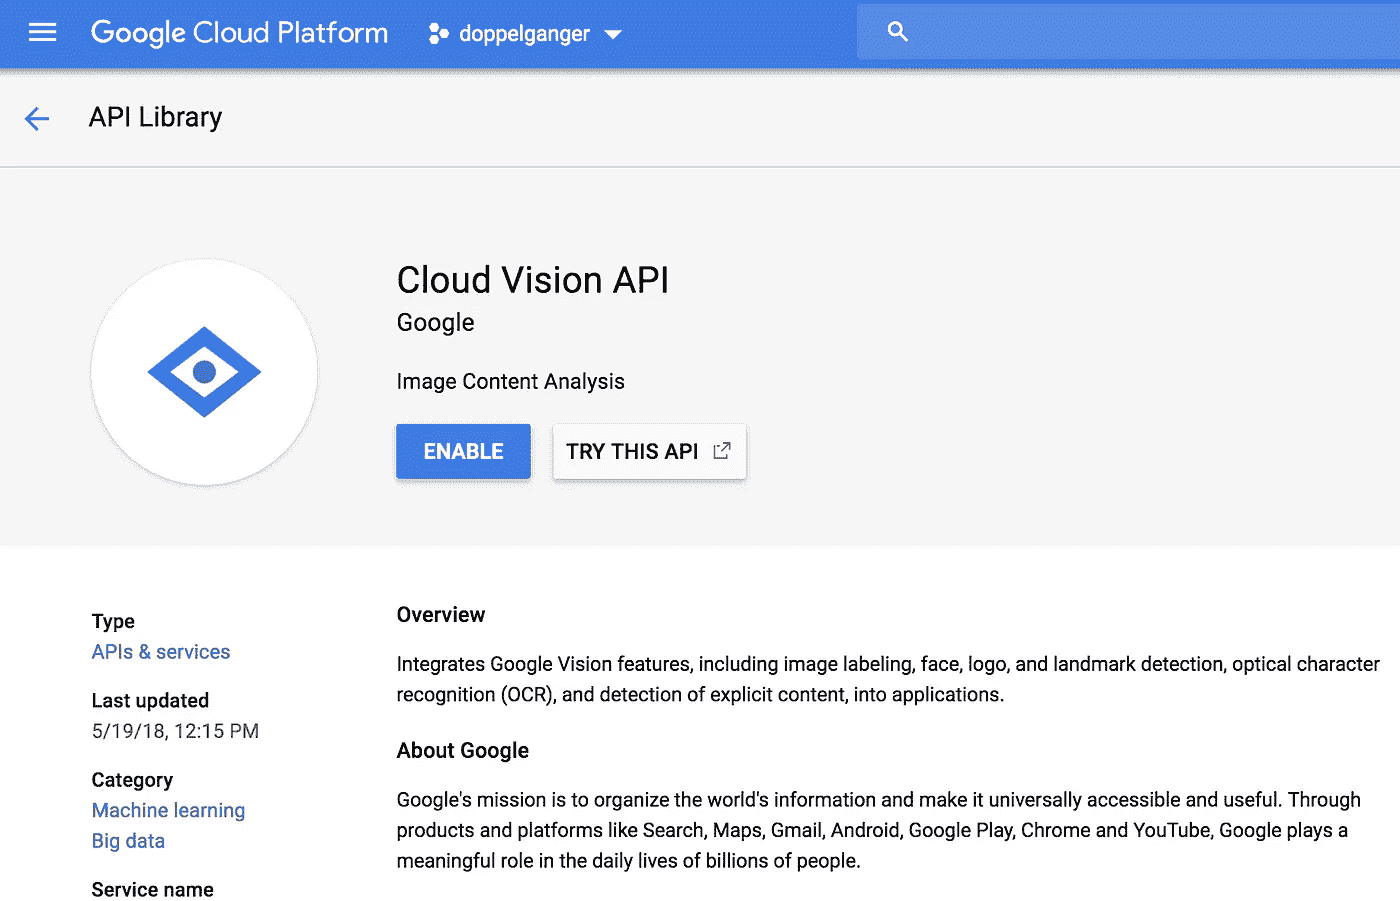 Google Cloud Platform
doppelganger
API Library
Cloud Vision API
Google
Image Content Analysis
ENABLE
TRY THIS API
Type
APIs & services
Last updated
5/19/18, 12:15 PM
Category
Machine learning
Big data
Service name
Overview
Integrates Google Vision features, including image labeling, face, logo, and landmark detection, optical character
recognition (OCR), and detection of explicit content, into applications.
About Google
Google's mission is to organize the world's information and make it universally accessible and useful. Through
products and platforms like Search, Maps, Gmail, Android, Google Play, Chrome and YouTube, Google plays a
meaningful role in the daily lives of billions of people.